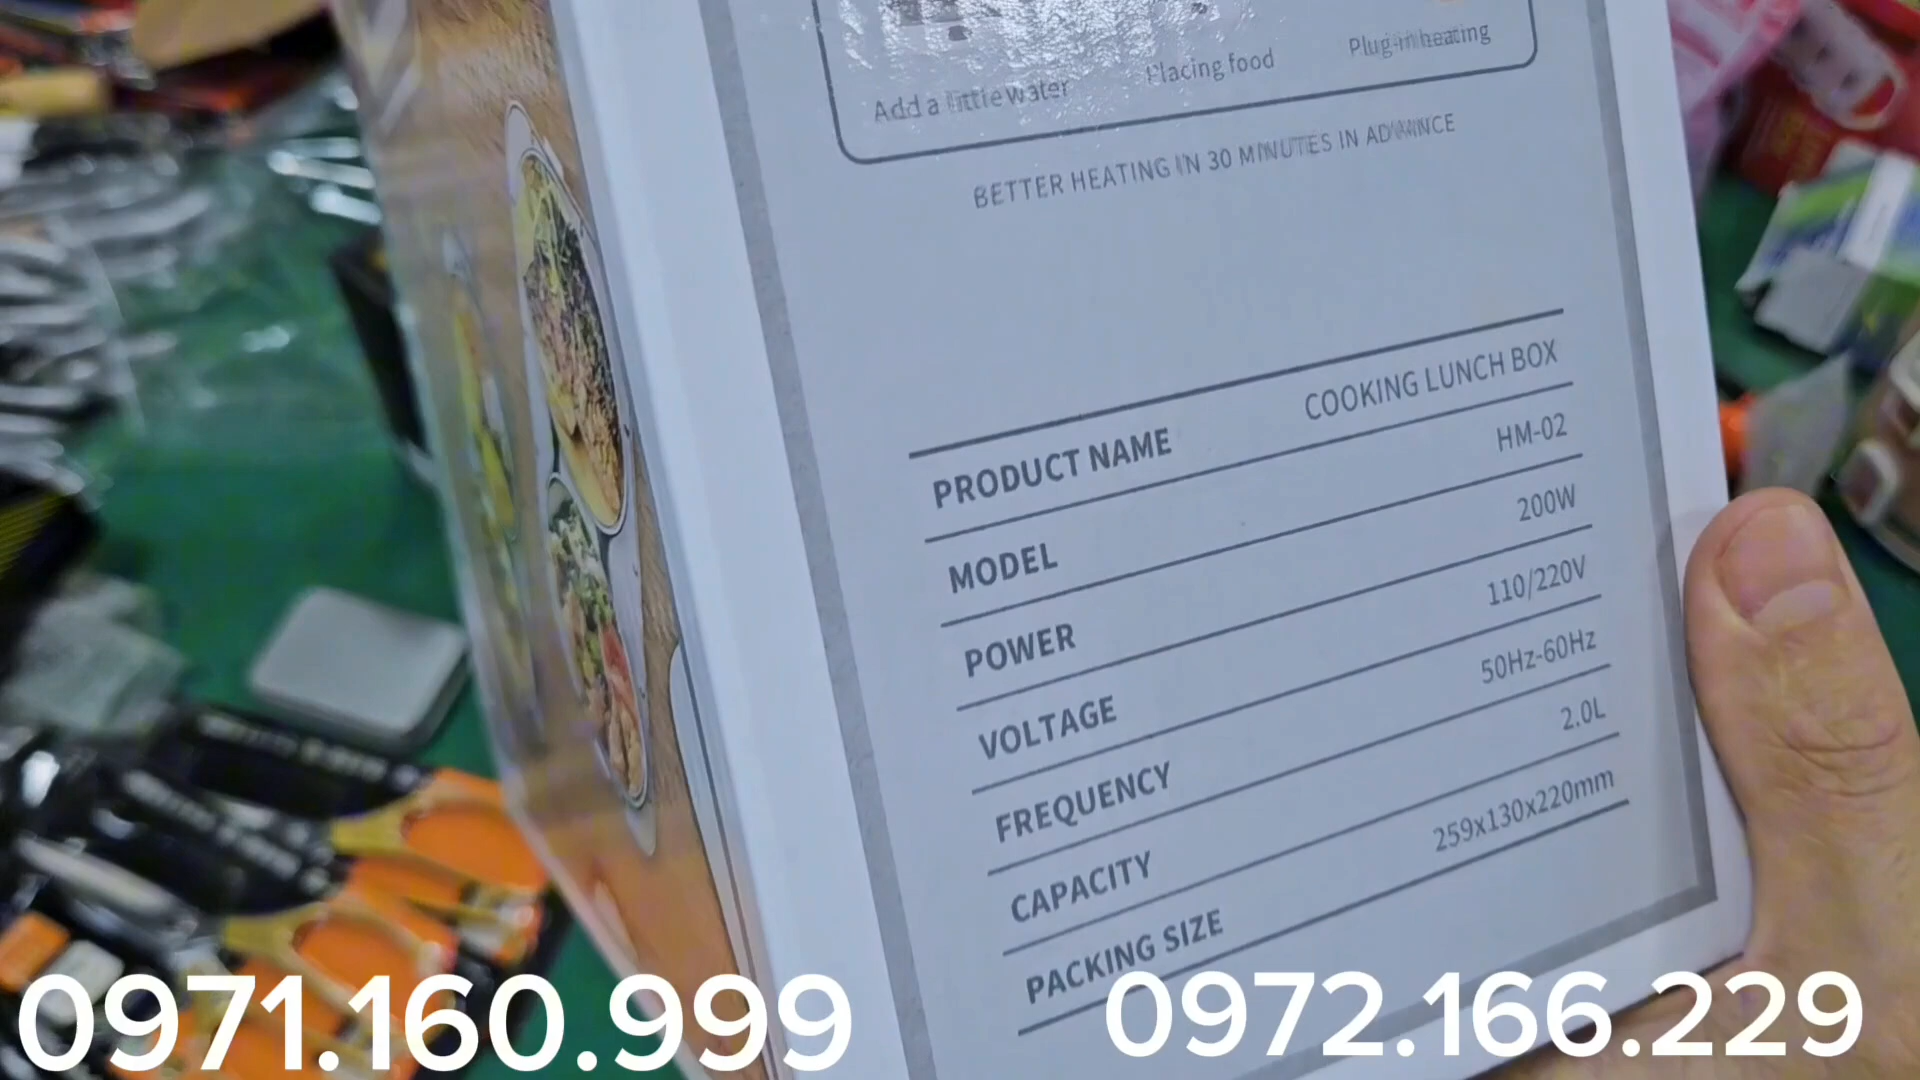 Add a little water
Placing food
Plug-in heating
BETTER HEATING IN 30 MINUTES IN ADVANCE
PRODUCT NAME COOKING LUNCH BOX
MODEL HM-02
POWER 200W
VOLTAGE 110/220V
FREQUENCY 50Hz-60Hz
CAPACITY 2.0L
PACKING SIZE 259x130x220mm
0971.160.999
0972.166.229